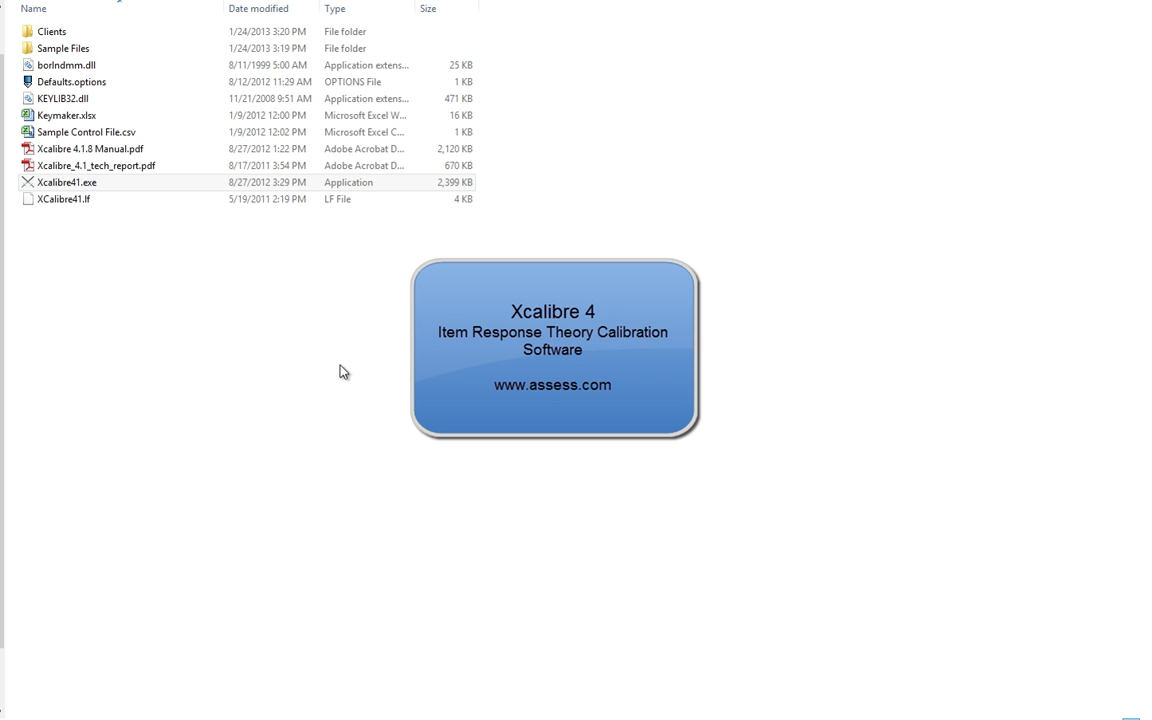 Name Date modified Type Size
Clients 1/24/2013 3:20 PM File folder
Sample Files 1/24/2013 3:19 PM File folder
borlndmm.dll 8/11/1999 5:00 AM Application extens... 25 KB
Defaults.options 8/12/2012 11:29 AM OPTIONS File 1 KB
KEYLIB32.dll 11/21/2008 9:51 AM Application extens... 471 KB
Keymaker.xlsx 1/9/2012 12:00 PM Microsoft Excel W... 16 KB
Sample Control File.csv 1/9/2012 12:02 PM Microsoft Excel C... 1 KB
Xcalibre 4.1.8 Manual.pdf 8/27/2012 1:22 PM Adobe Acrobat D... 2,120 KB
Xcalibre_4.1_tech_report.pdf 8/17/2011 3:54 PM Adobe Acrobat D... 670 KB
Xcalibre41.exe 8/27/2012 3:29 PM Application 2,399 KB
XCalibre41.lf 5/19/2011 2:19 PM LF File 4 KB
Xcalibre 4
Item Response Theory Calibration
Software
www.assess.com